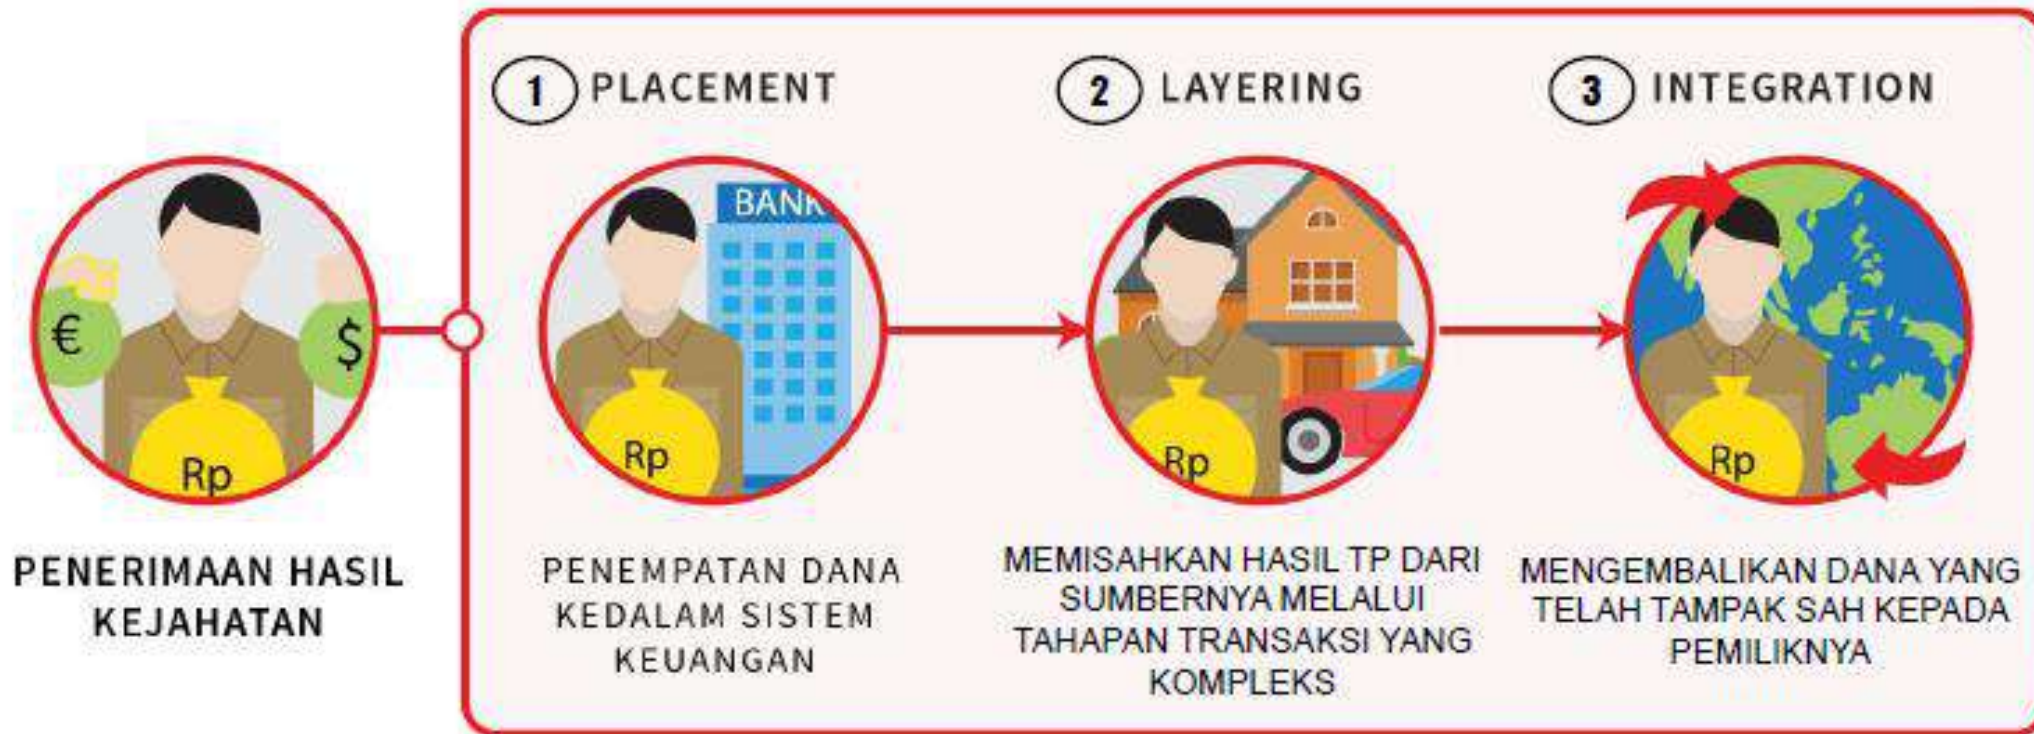 1 PLACEMENT
2 LAYERING
3 INTEGRATION
€
$
Rp
BANK
Rp
Rp
Rp
PENERIMAAN HASIL
KEJAHATAN
PENEMPATAN DANA
KEDALAM SISTEM
KEUANGAN
MEMISAHKAN HASIL TP DARI
SUMBERNYA MELALUI
TAHAPAN TRANSAKSI YANG
KOMPLEKS
MENGEMBALIKAN DANA YANG
TELAH TAMPAK SAH KEPADA
PEMILIKNYA